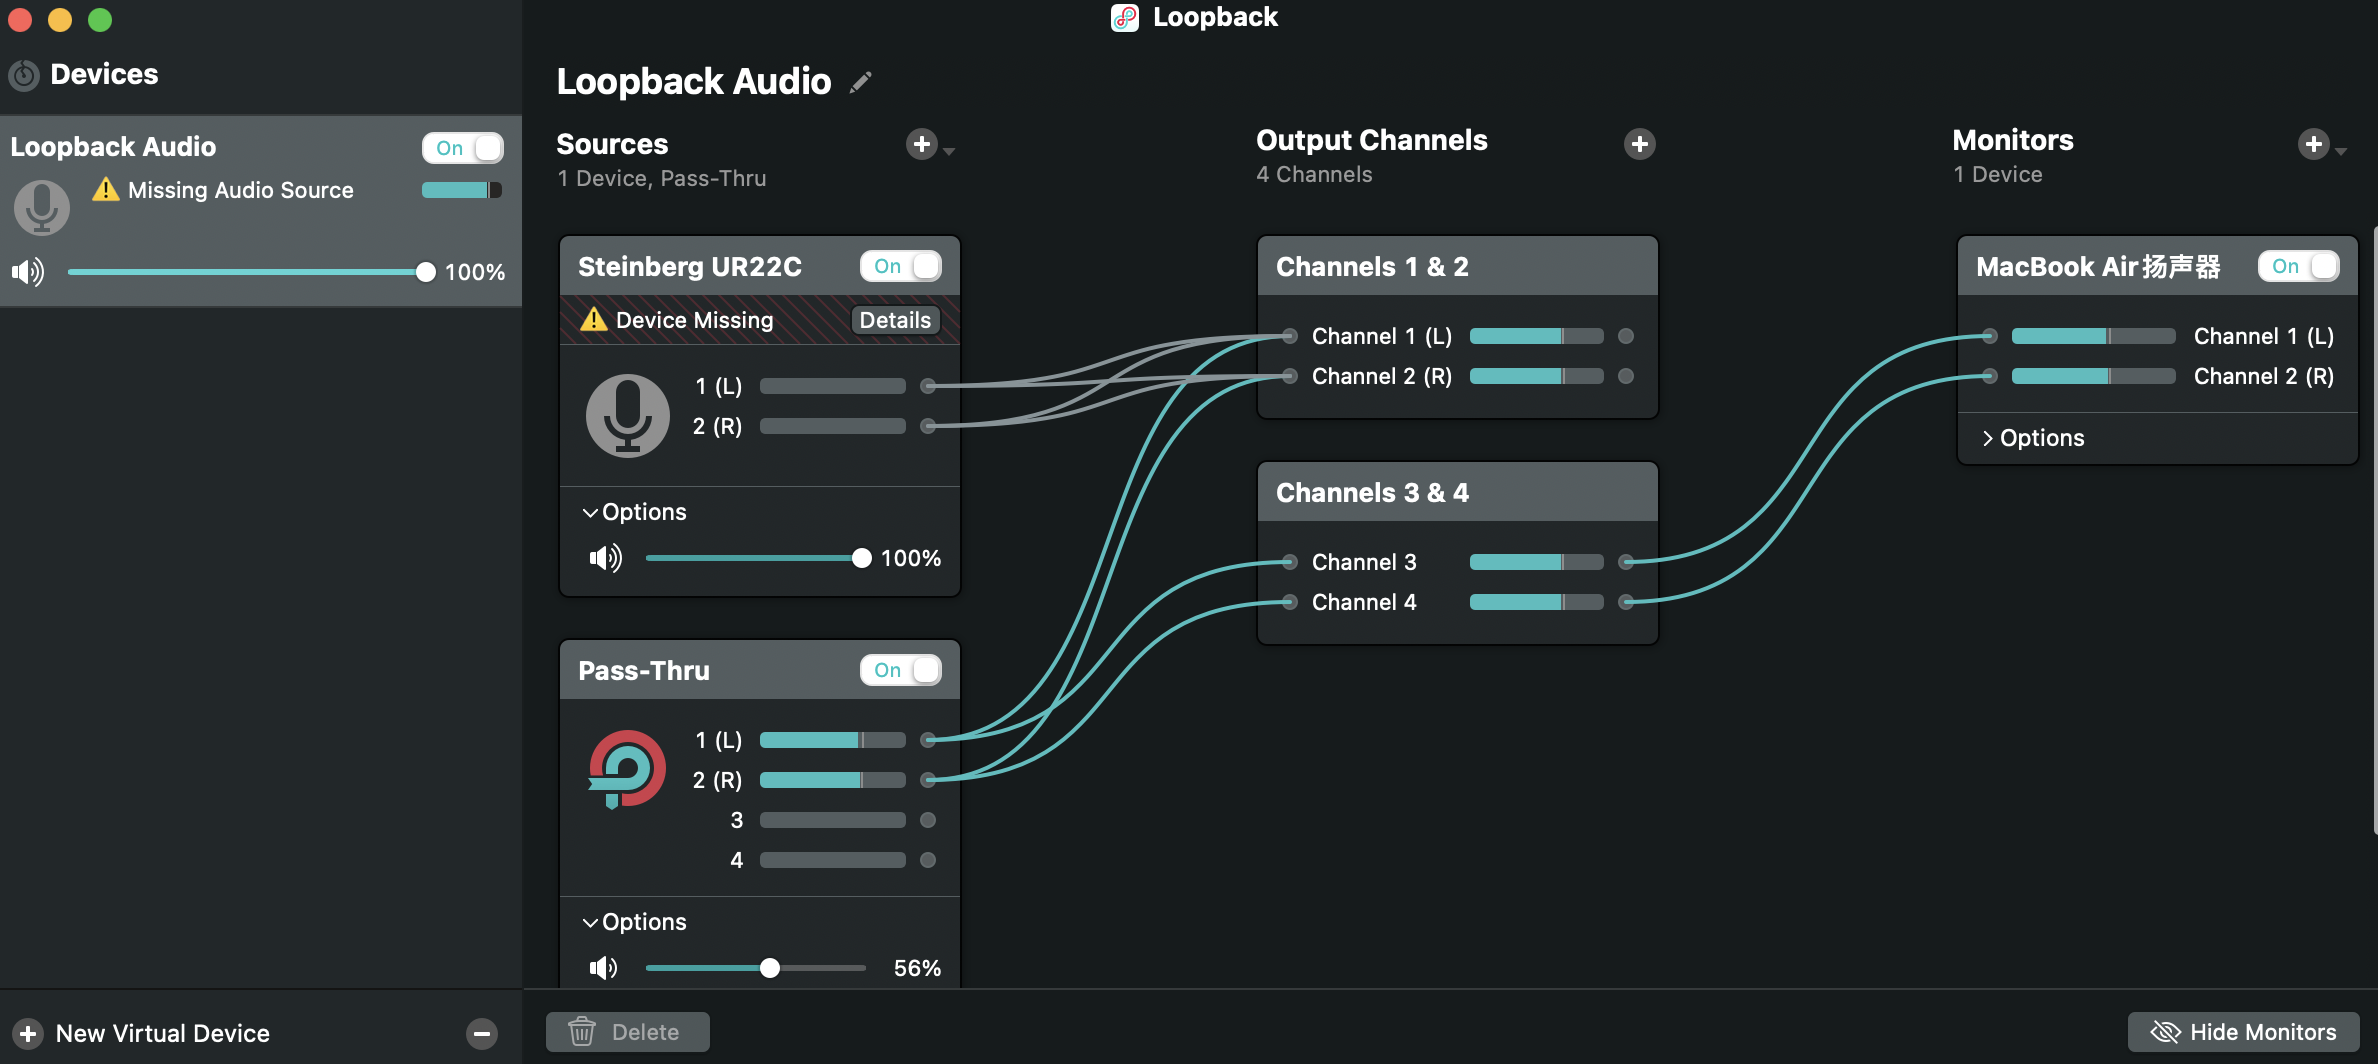 Loopback
Devices
Loopback Audio
On
Missing Audio Source
100%
New Virtual Device
Loopback Audio
Sources
1 Device, Pass-Thru
Steinberg UR22C
On
Device Missing
Details
1 (L)
2 (R)
Options
100%
Pass-Thru
On
1 (L)
2 (R)
3
4
Options
56%
Output Channels
4 Channels
Channels 1 & 2
Channel 1 (L)
Channel 2 (R)
Channels 3 & 4
Channel 3
Channel 4
Monitors
1 Device
MacBook Air扬声器
On
Channel 1 (L)
Channel 2 (R)
Options
Delete
Hide Monitors